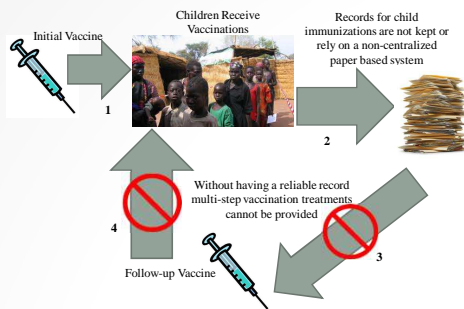 Initial Vaccine
1
Children Receive
Vaccinations
2
Records for child
immunizations are not kept or
rely on a non-centralized
paper based system
Without having a reliable record
multi-step vaccination treatments
cannot be provided
3
4
Follow-up Vaccine